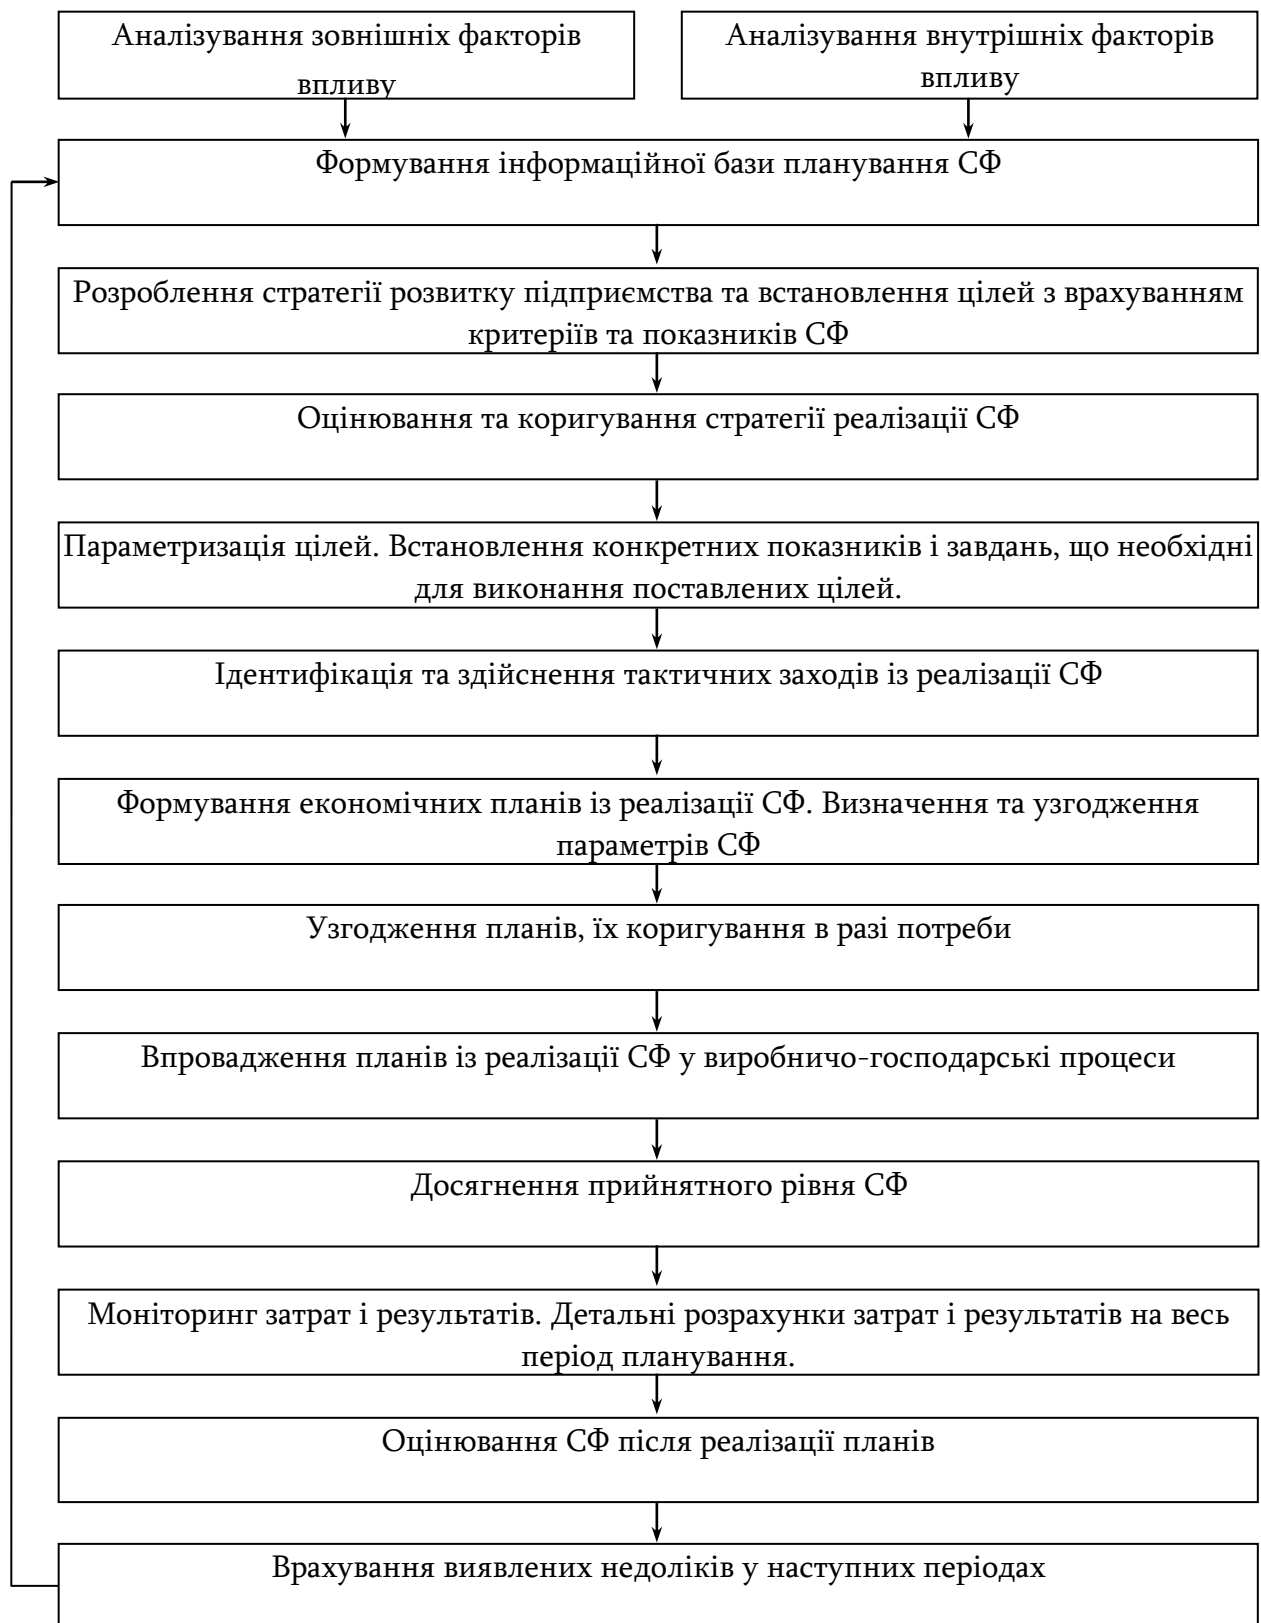 Аналізування зовнішніх факторів
впливу
Аналізування внутрішніх факторів
впливу
Формування інформаційної бази планування СФ
Розроблення стратегії розвитку підприємства та встановлення цілей з врахуванням
критеріїв та показників СФ
Оцінювання та коригування стратегії реалізації СФ
Параметризація цілей. Встановлення конкретних показників і завдань, що необхідні
для виконання поставлених цілей.
Ідентифікація та здійснення тактичних заходів із реалізації СФ
Формування економічних планів із реалізації СФ. Визначення та узгодження
параметрів СФ
Узгодження планів, їх коригування в разі потреби
Впровадження планів із реалізації СФ у виробничо-господарські процеси
Досягнення прийнятного рівня СФ
Моніторинг затрат і результатів. Детальні розрахунки затрат і результатів на весь
період планування.
Оцінювання СФ після реалізації планів
Врахування виявлених недоліків у наступних періодах